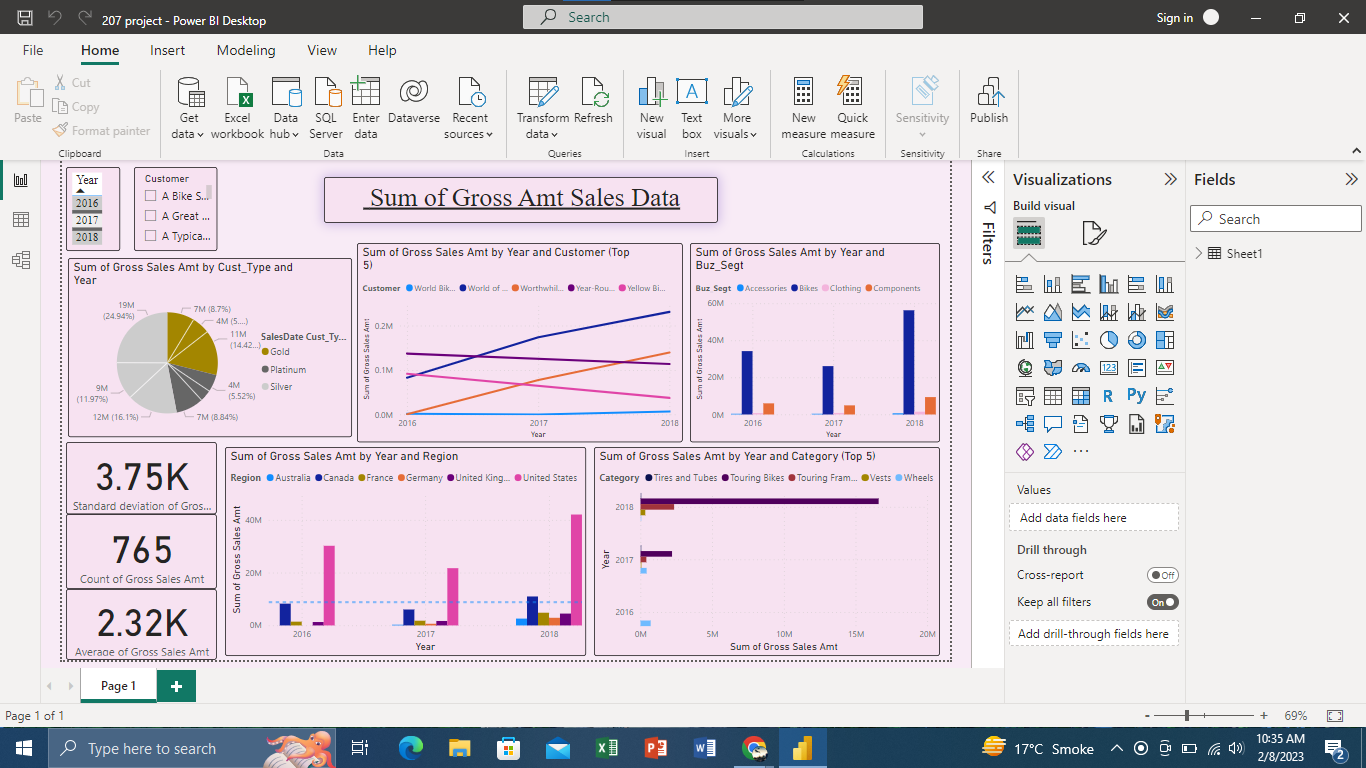 207 project - Power BI Desktop
Search
Sign in
File Home Insert Modeling View Help
Paste
Cut
Copy
Format painter
Clipboard
Get data
Excel workbook
Data hub
SQL Server
Enter data
Dataverse
Recent sources
Data
Transform data
Refresh
Queries
New visual
Text box
More visuals
Insert
New measure
Quick measure
Calculations
Sensitivity
Sensitivity
Publish
Share
Year
2016
2017
2018
Customer
A Bike S...
A Great ...
A Typica...
Sum of Gross Amt Sales Data
Sum of Gross Sales Amt by Cust_Type and
Year
19M
(24.94%)
7M (8.7%)
4M (5....)
11M
(14.42...)
4M
(5.52%)
7M (8.84%)
12M (16.1%)
9M
(11.97%)
SalesDate Cust_Ty...
Gold
Platinum
Silver
Sum of Gross Sales Amt by Year and Customer (Top
5)
Customer World Bik... World of ... Worthwhil... Year-Rou... Yellow Bi...
Sum of Gross Sales Amt
0.2M
0.1M
0.0M
2016 2017 2018
Year
Sum of Gross Sales Amt by Year and
Buz_Segt
Buz_Segt Accessories Bikes Clothing Components
Sum of Gross Sales Amt
60M
40M
20M
0M
2016 2017 2018
Year
3.75K
Standard deviation of Gros...
765
Count of Gross Sales Amt
2.32K
Average of Gross Sales Amt
Sum of Gross Sales Amt by Year and Region
Region Australia Canada France Germany United King... United States
Sum of Gross Sales Amt
40M
20M
0M
2016 2017 2018
Year
Sum of Gross Sales Amt by Year and Category (Top 5)
Category Tires and Tubes Touring Bikes Touring Fram... Vests Wheels
Year
2018
2017
2016
0M 5M 10M 15M 20M
Sum of Gross Sales Amt
Filters
Visualizations
Build visual
123
R
Py
Values
Add data fields here
Drill through
Cross-report
Off
Keep all filters
On
Add drill-through fields here
Fields
Search
Sheet1
Page 1
Page 1 of 1
69%
Type here to search
17°C Smoke
10:35 AM
2/8/2023
2